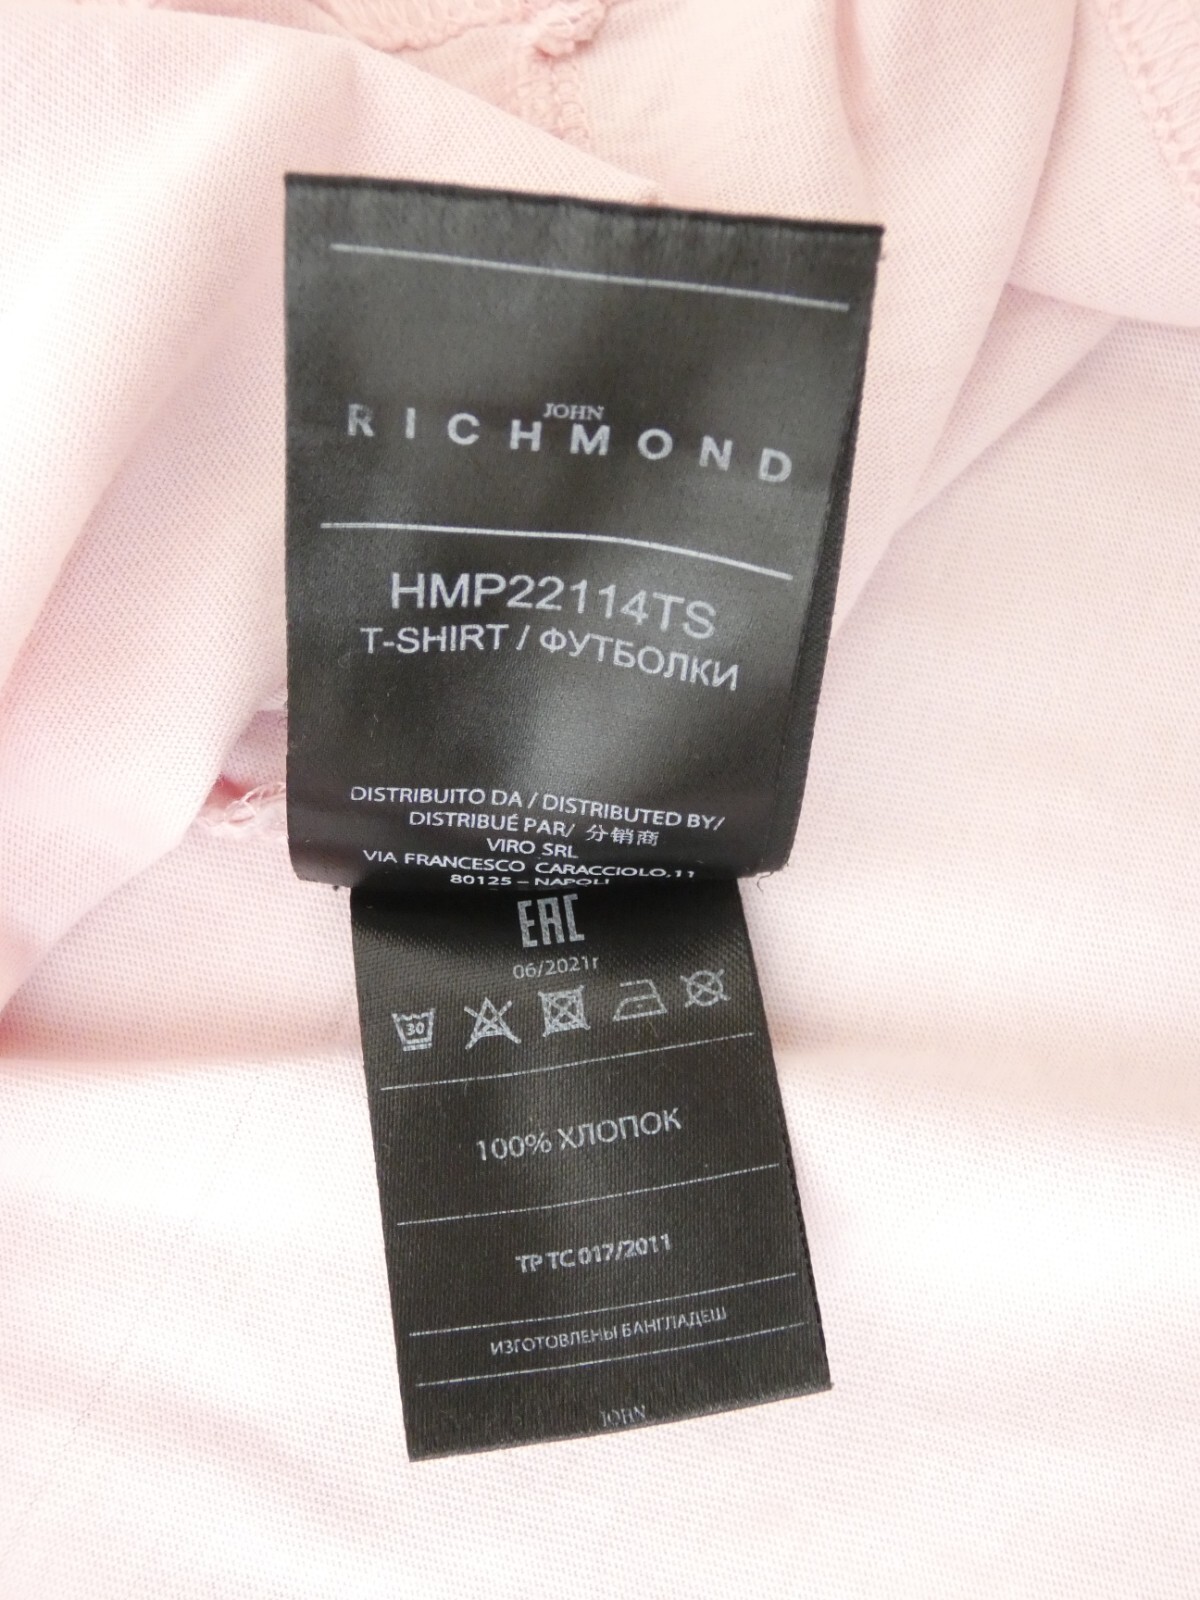 JOHN
RICHMOND
HMP22114TS
T-SHIRT / ФУТБОЛКИ
DISTRIBUITO DA / DISTRIBUTED BY/
DISTRIBUÉ PAR/ 分销商
VIRO SRL
VIA FRANCESCO CARACCIOLO,11
80125 – NAPOLI
EAC
06/2021г
30
100% ХЛОПОК
ТР ТС 017/2011
ИЗГОТОВЛЕНЫ БАНГЛАДЕШ
JOHN